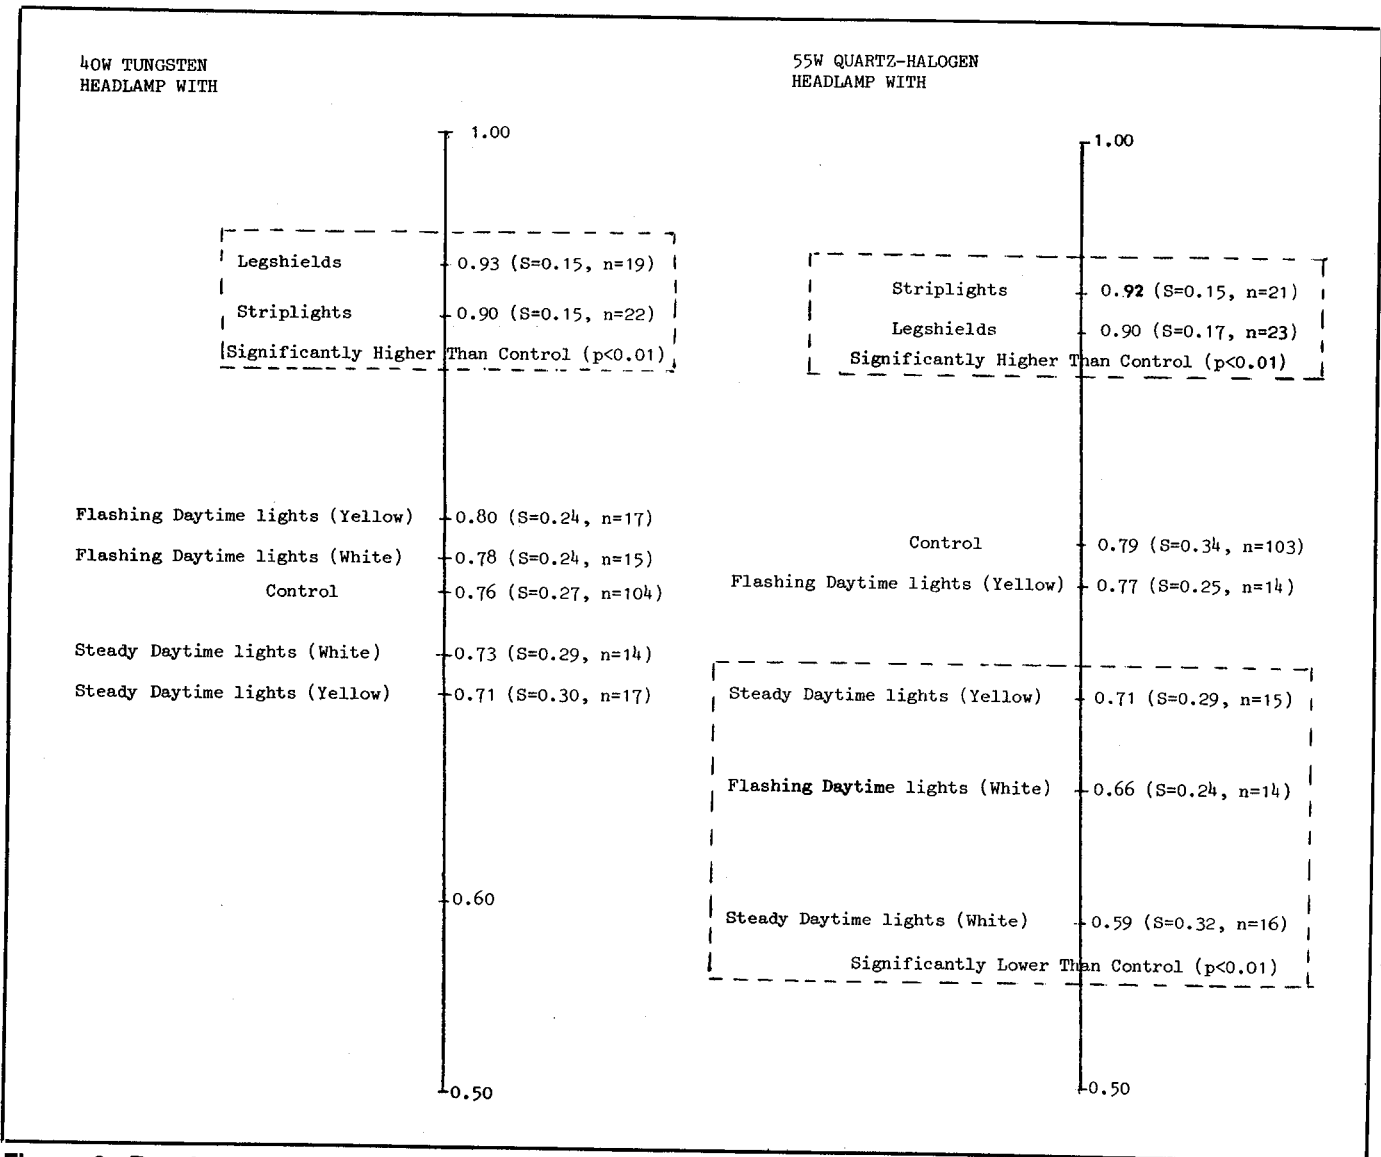 40W TUNGSTEN
HEADLAMP WITH
1.00
Legshields 0.93 (S=0.15, n=19)
Striplights 0.90 (S=0.15, n=22)
Significantly Higher Than Control (p<0.01)
Flashing Daytime lights (Yellow) 0.80 (S=0.24, n=17)
Flashing Daytime lights (White) 0.78 (S=0.24, n=15)
Control 0.76 (S=0.27, n=104)
Steady Daytime lights (White) 0.73 (S=0.29, n=14)
Steady Daytime lights (Yellow) 0.71 (S=0.30, n=17)
0.60
0.50
55W QUARTZ-HALOGEN
HEADLAMP WITH
1.00
Striplights 0.92 (S=0.15, n=21)
Legshields 0.90 (S=0.17, n=23)
Significantly Higher Than Control (p<0.01)
Control 0.79 (S=0.34, n=103)
Flashing Daytime lights (Yellow) 0.77 (S=0.25, n=14)
Steady Daytime lights (Yellow) 0.71 (S=0.29, n=15)
Flashing Daytime lights (White) 0.66 (S=0.24, n=14)
Steady Daytime lights (White) 0.59 (S=0.32, n=16)
Significantly Lower Than Control (p<0.01)
0.50